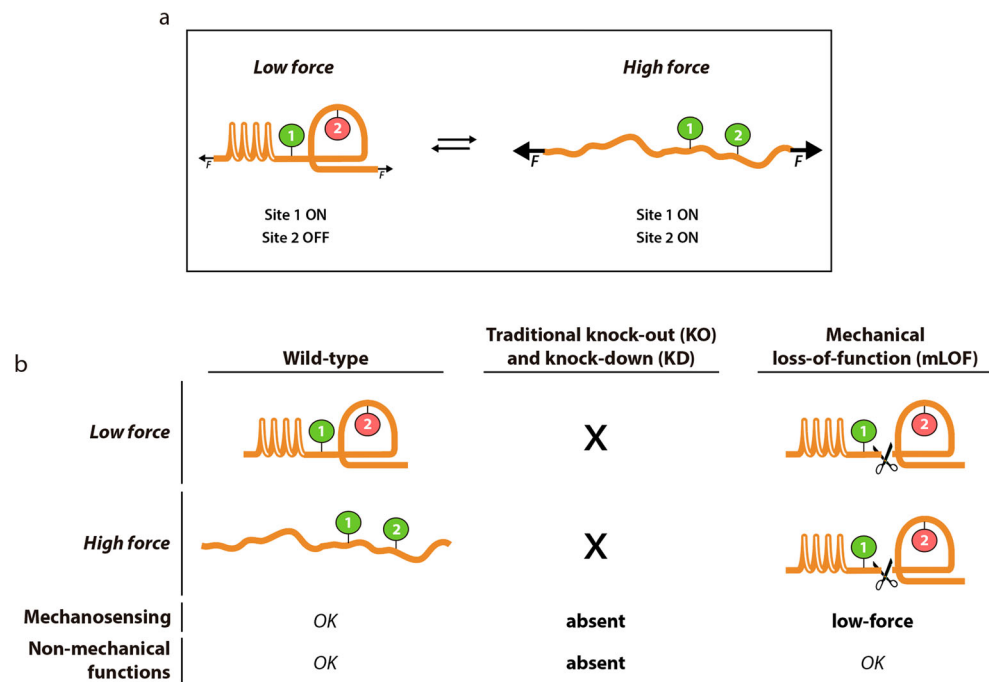 a
Low force
High force
1
2
F
F
1
2
F
F
Site 1 ON
Site 2 OFF
Site 1 ON
Site 2 ON
b
Wild-type
Traditional knock-out (KO)
and knock-down (KD)
Mechanical
loss-of-function (mLOF)
Low force
1
2
X
1
2
High force
1
2
X
1
2
Mechanosensing
OK
absent
low-force
Non-mechanical
functions
OK
absent
OK